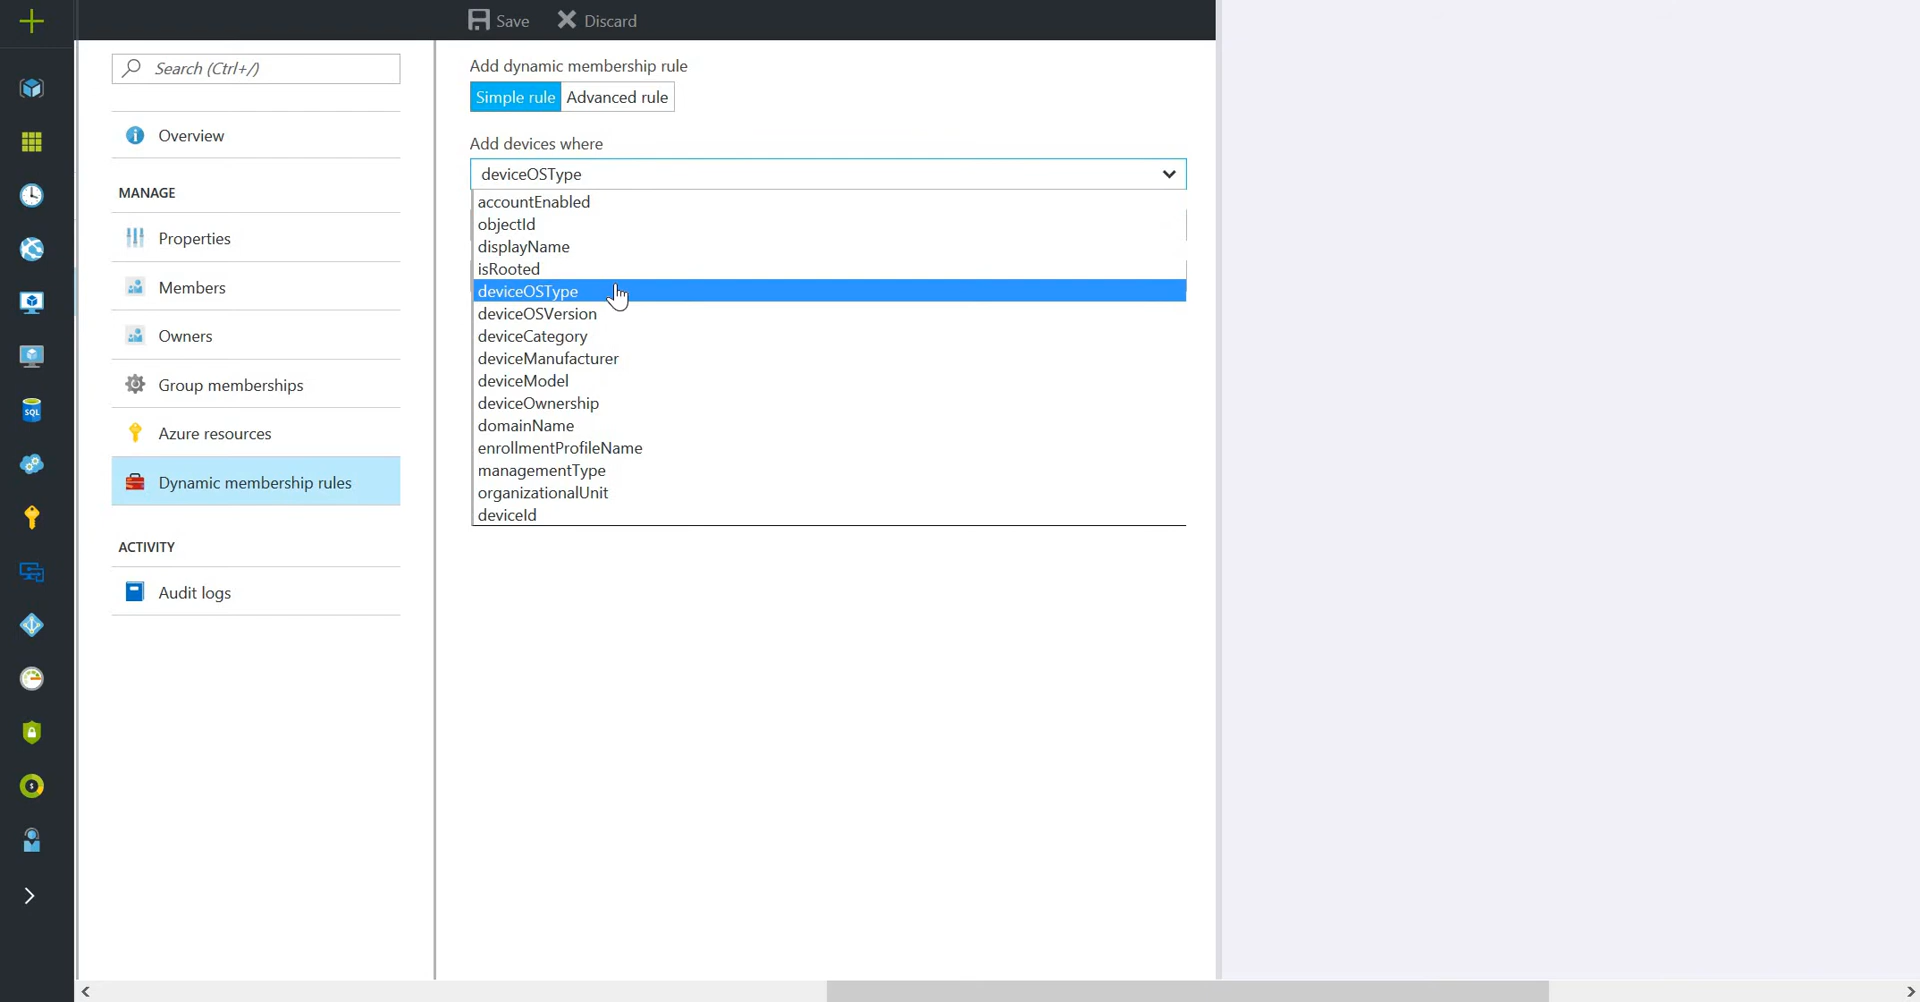 Save Discard
Search (Ctrl+/)
Overview
MANAGE
Properties
Members
Owners
Group memberships
Azure resources
Dynamic membership rules
ACTIVITY
Audit logs
Add dynamic membership rule
Simple rule Advanced rule
Add devices where
deviceOSType
accountEnabled
objectId
displayName
isRooted
deviceOSType
deviceOSVersion
deviceCategory
deviceManufacturer
deviceModel
deviceOwnership
domainName
enrollmentProfileName
managementType
organizationalUnit
deviceId
SQL